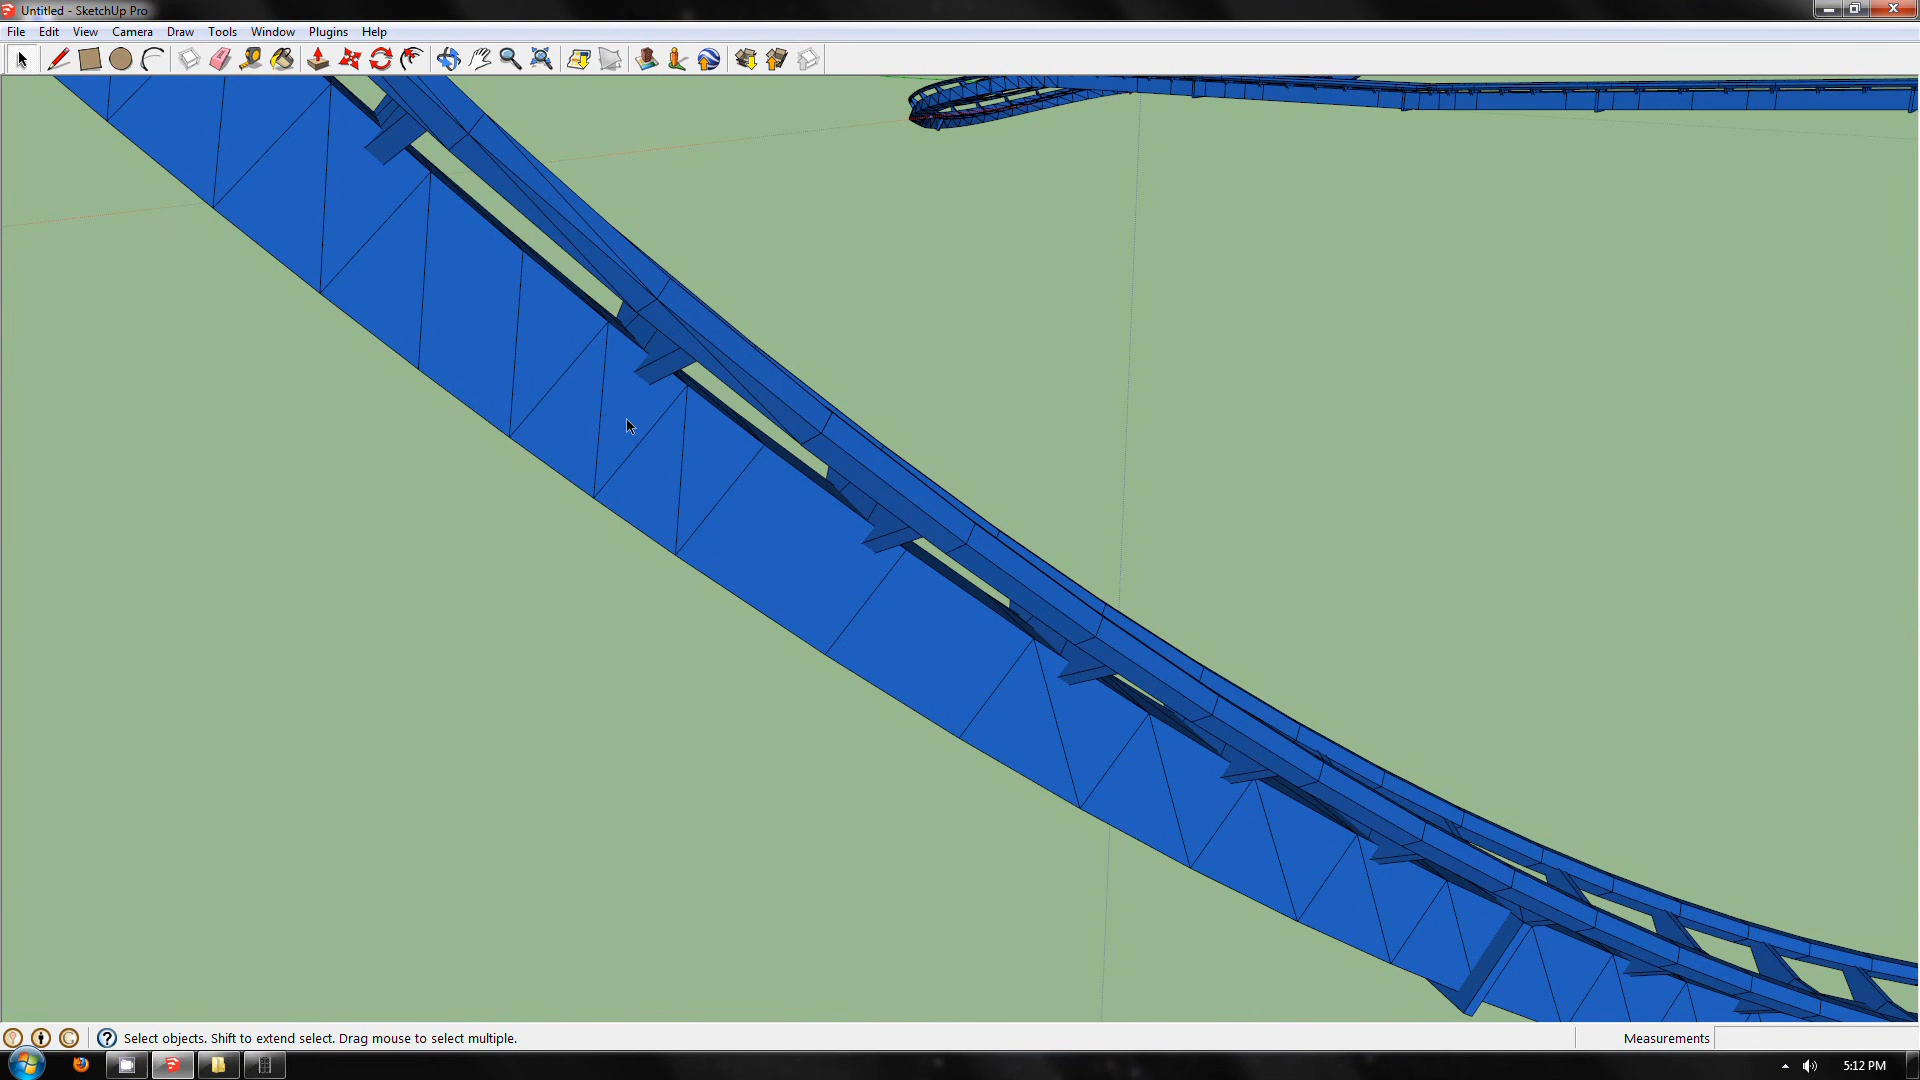 Untitled - SketchUp Pro
File Edit View Camera Draw Tools Window Plugins Help
Select objects. Shift to extend select. Drag mouse to select multiple.
Measurements
5:12 PM